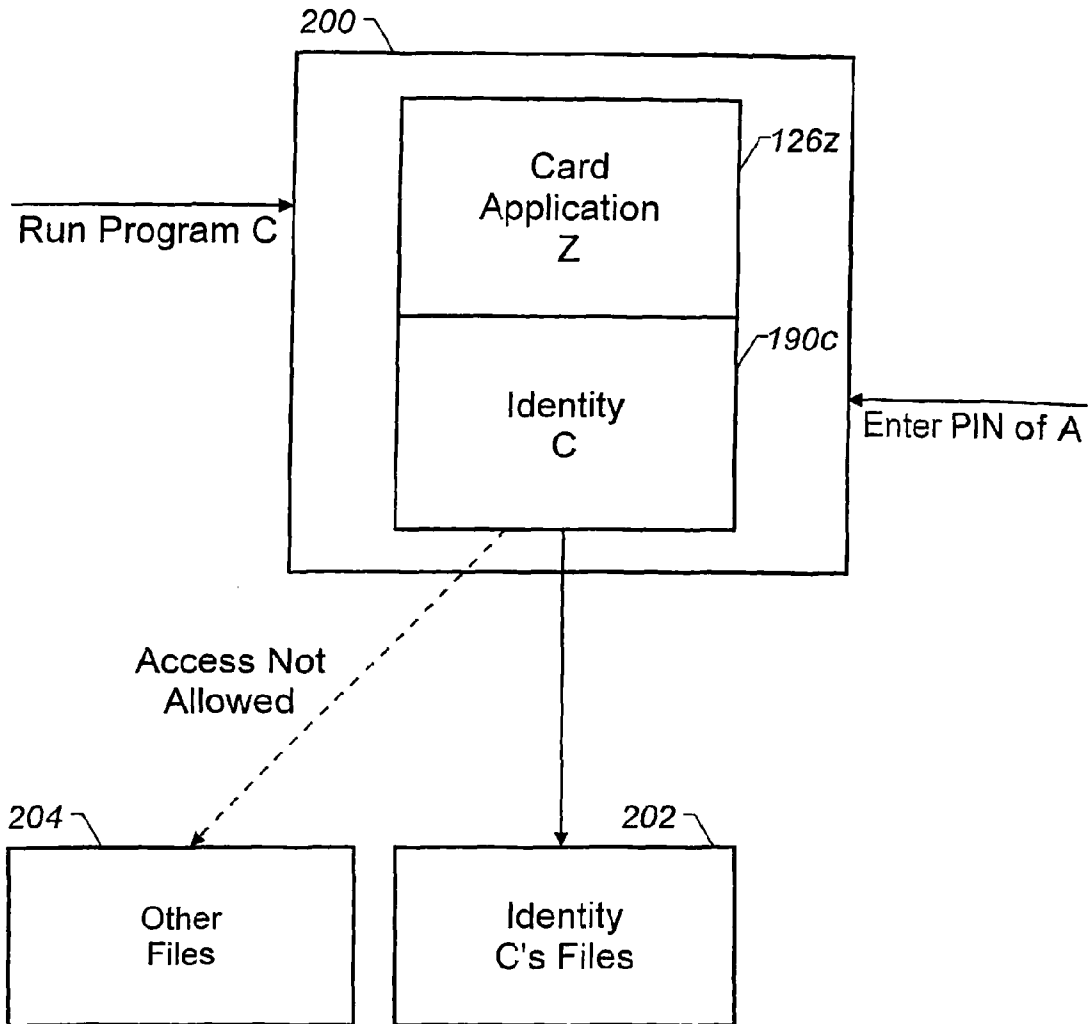 200
126z
Card
Application
Z
Run Program C
190c
Identity
C
Enter PIN of A
Access Not
Allowed
204
202
Other
Files
Identity
C's Files